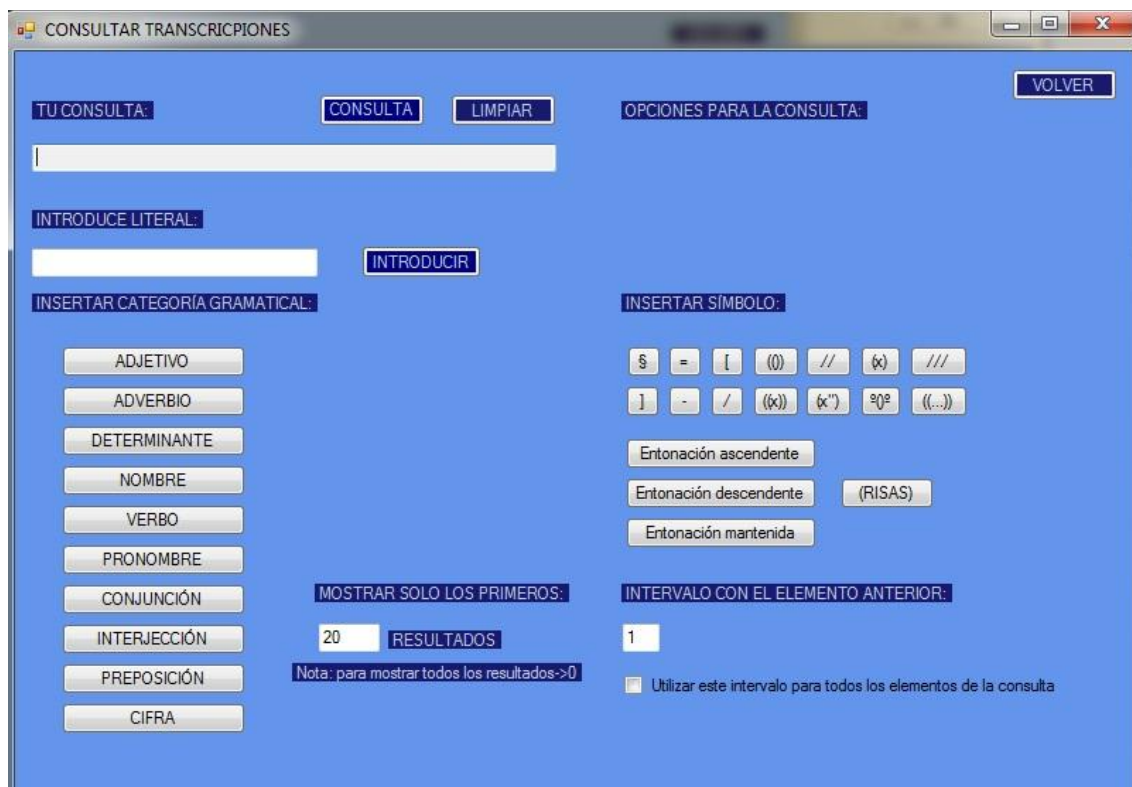 CONSULTAR TRANSCRICPIONES
VOLVER
TU CONSULTA: CONSULTA LIMPIAR OPCIONES PARA LA CONSULTA:
INTRODUCE LITERAL:
INTRODUCIR
INSERTAR CATEGORÍA GRAMATICAL: INSERTAR SÍMBOLO:
ADJETIVO § = [ (()) // (x) ///
ADVERBIO ] - / ((x)) (x'') º()º ((...))
DETERMINANTE
Entonación ascendente
NOMBRE Entonación descendente (RISAS)
VERBO Entonación mantenida
PRONOMBRE
CONJUNCIÓN MOSTRAR SOLO LOS PRIMEROS: INTERVALO CON EL ELEMENTO ANTERIOR:
INTERJECCIÓN 20 RESULTADOS 1
PREPOSICIÓN Nota: para mostrar todos los resultados->0 Utilizar este intervalo para todos los elementos de la consulta
CIFRA